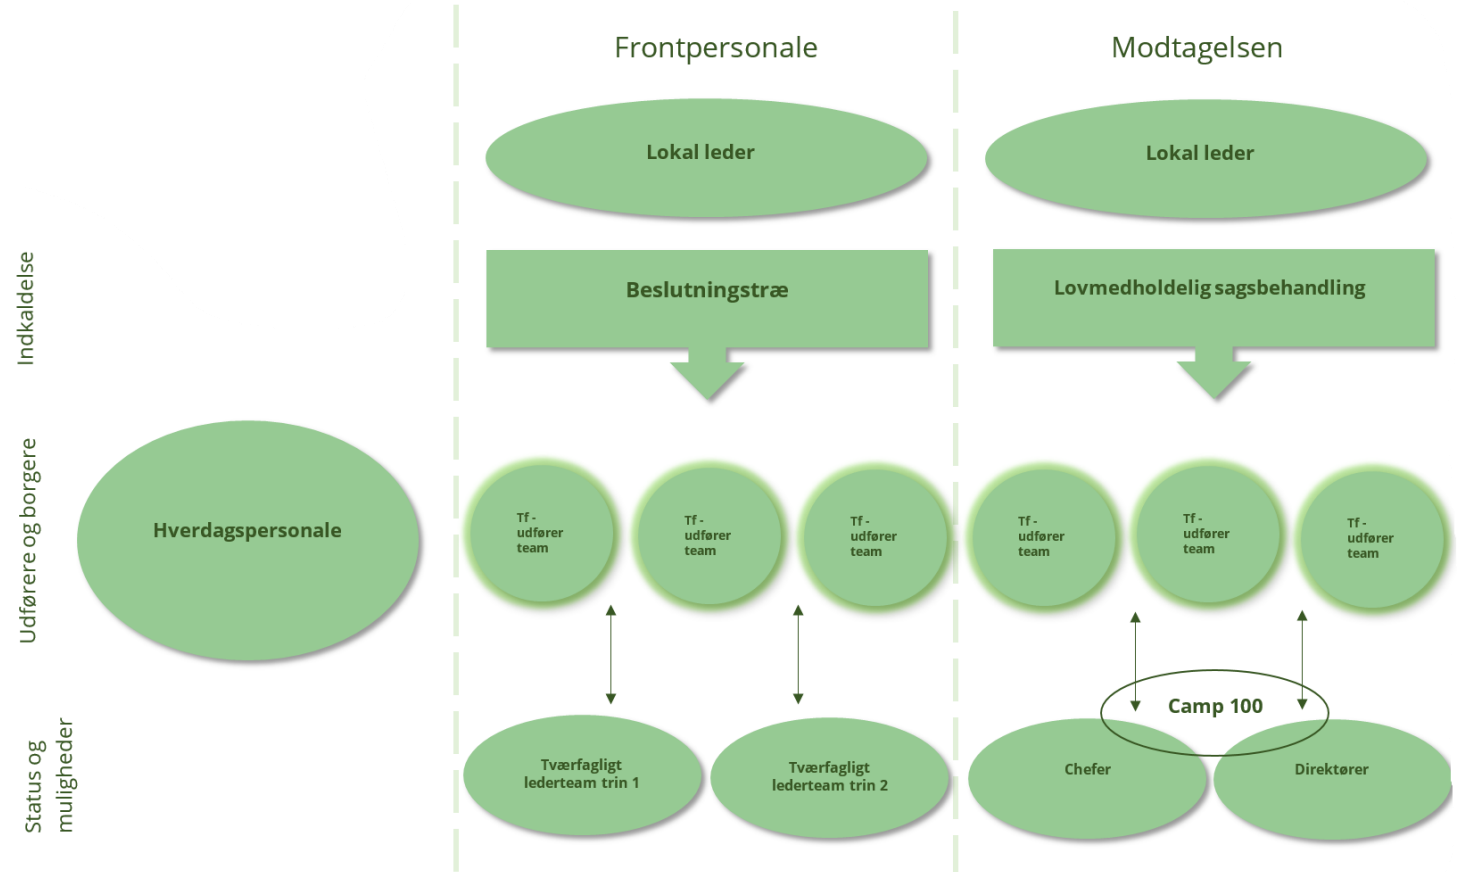 Frontpersonale
Modtagelsen
Lokal leder
Lokal leder
Indkaldelse
Beslutningstræ
Lovmedholdelig sagsbehandling
Udførere og borgere
Hverdagspersonale
Tf -
udfører
team
Tf -
udfører
team
Tf -
udfører
team
Tf -
udfører
team
Tf -
udfører
team
Tf -
udfører
team
Status og
muligheder
Camp 100
Tværfagligt
lederteam trin 1
Tværfagligt
lederteam trin 2
Chefer
Direktører